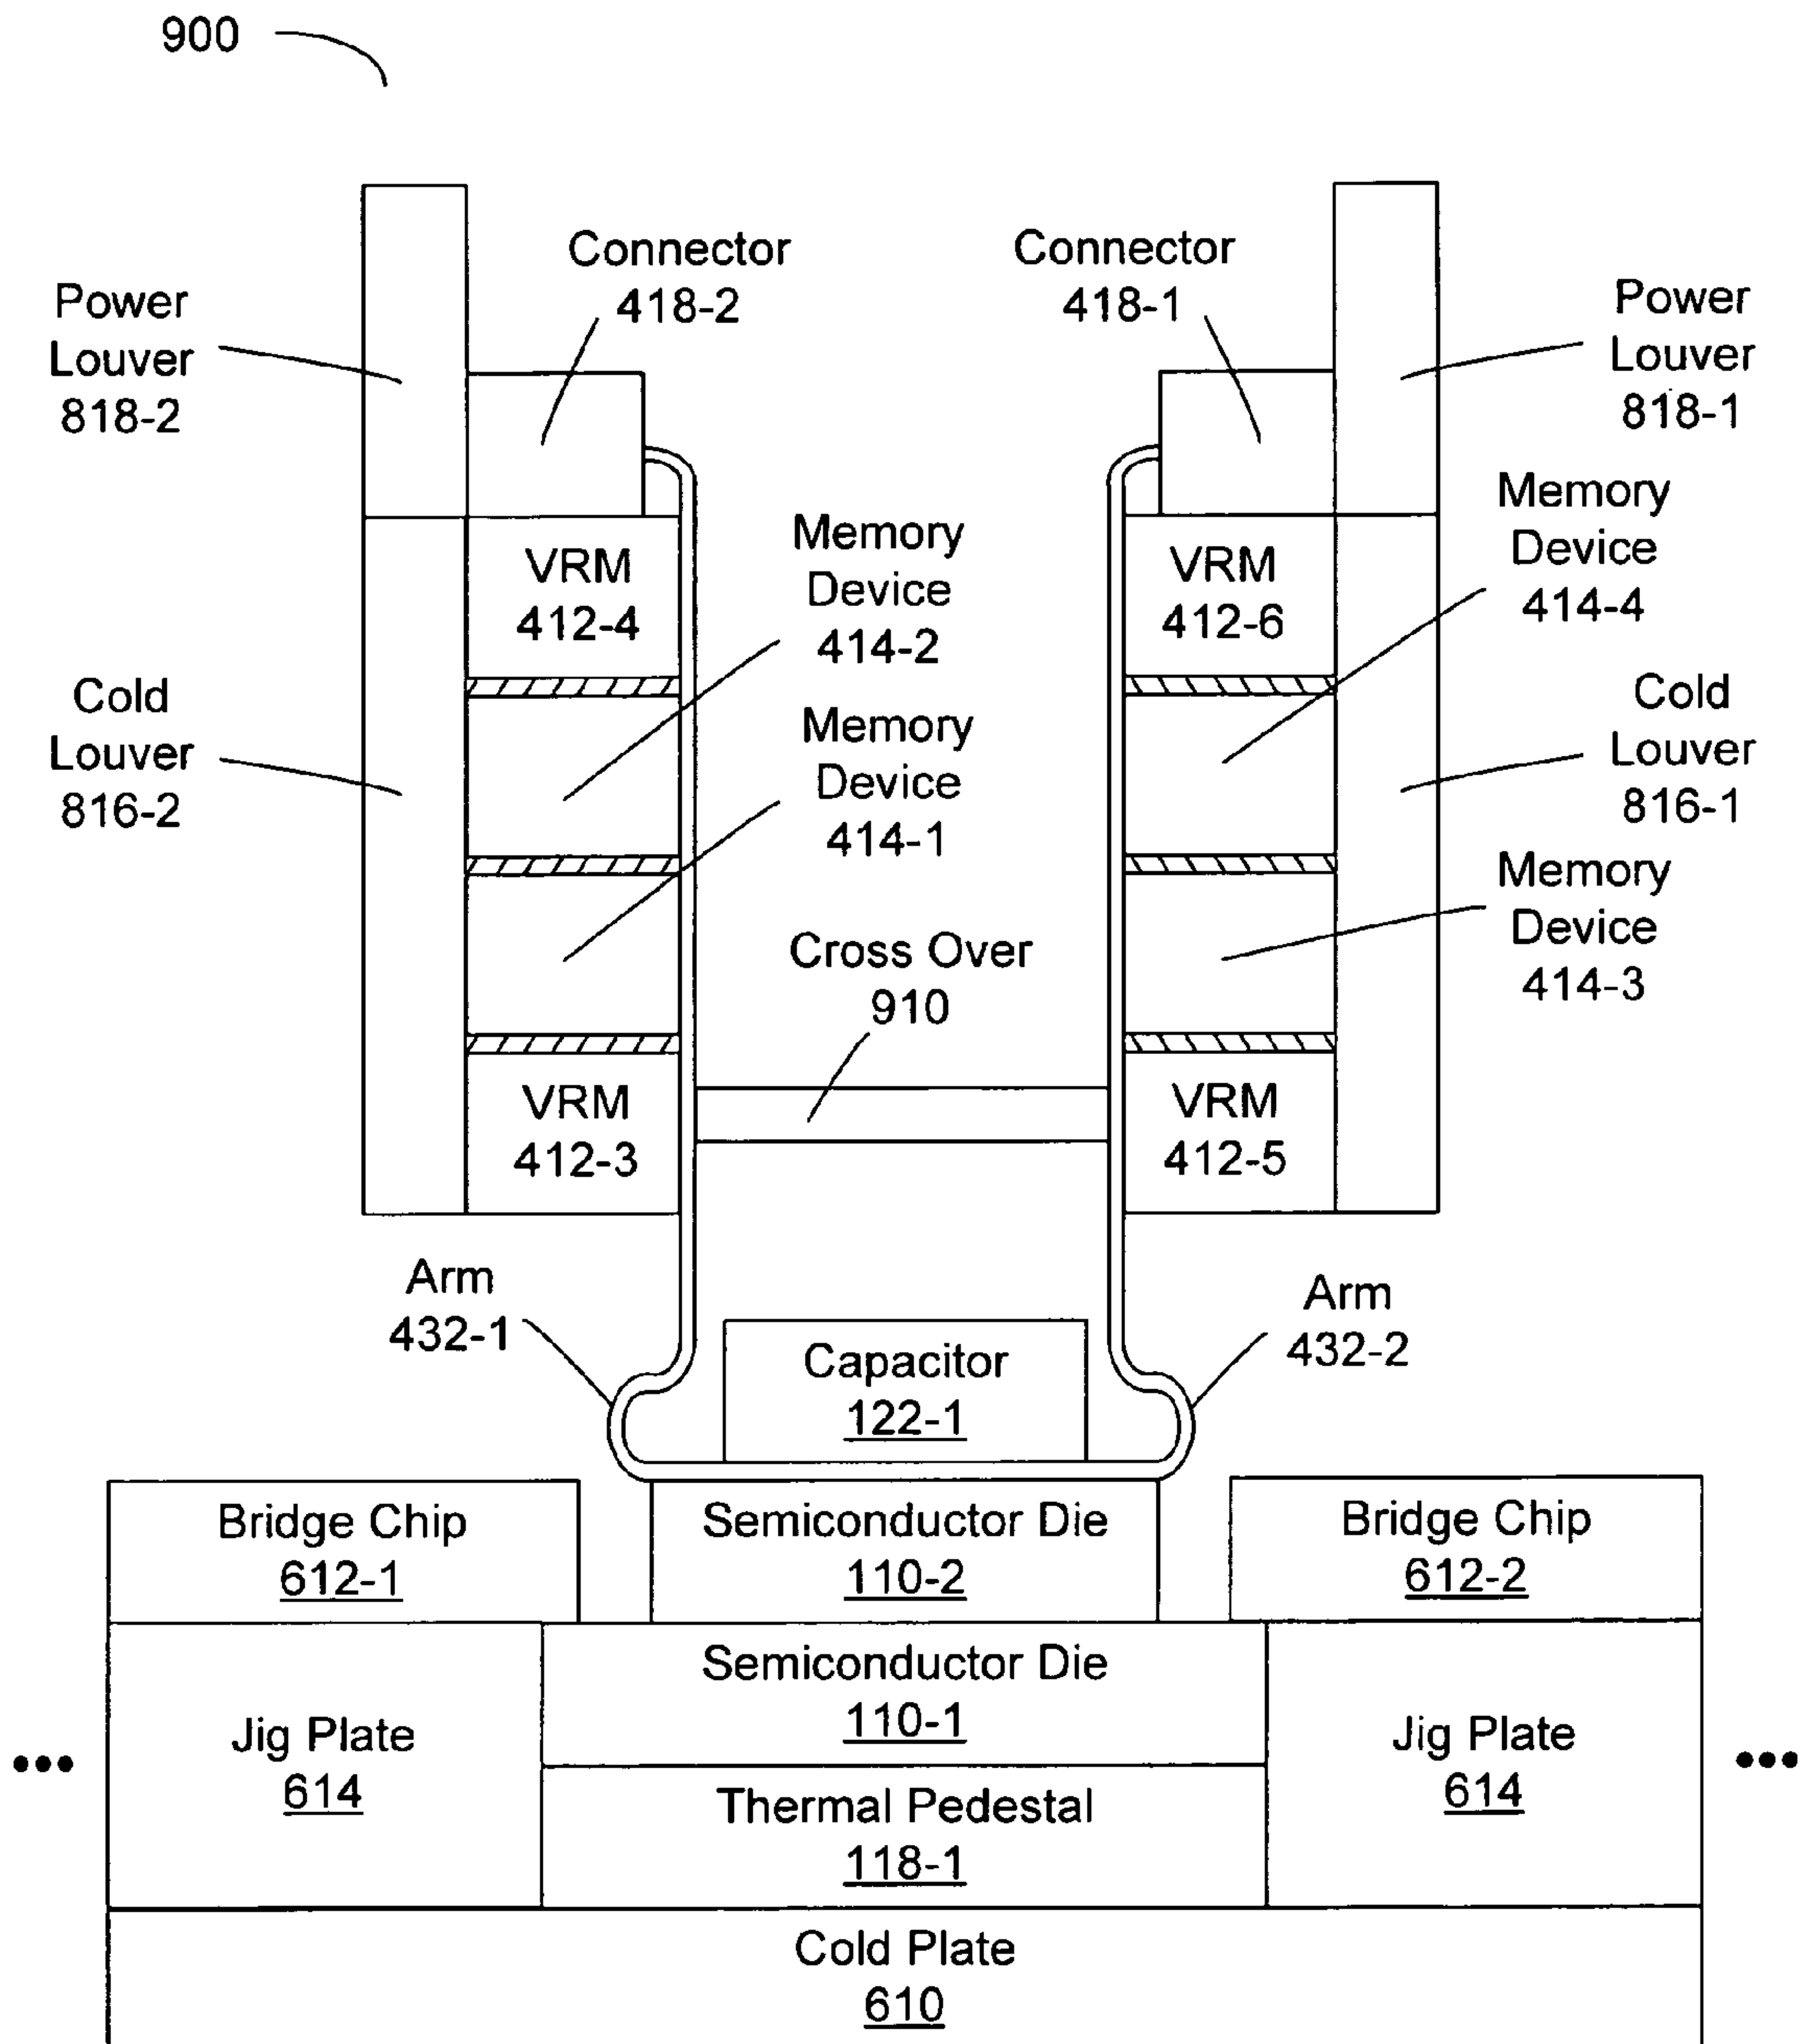 900
Connector
418-2
Connector
418-1
Power
Louver
818-2
Power
Louver
818-1
Memory
Device
414-4
Memory
Device
414-2
VRM
412-4
VRM
412-6
Cold
Louver
816-2
Cold
Louver
816-1
Memory
Device
414-1
Memory
Device
414-3
Cross Over
910
VRM
412-3
VRM
412-5
Arm
432-1
Arm
432-2
Capacitor
122-1
Bridge Chip
612-1
Semiconductor Die
110-2
Bridge Chip
612-2
Semiconductor Die
110-1
Jig Plate
614
Jig Plate
614
•••
•••
Thermal Pedestal
118-1
Cold Plate
610